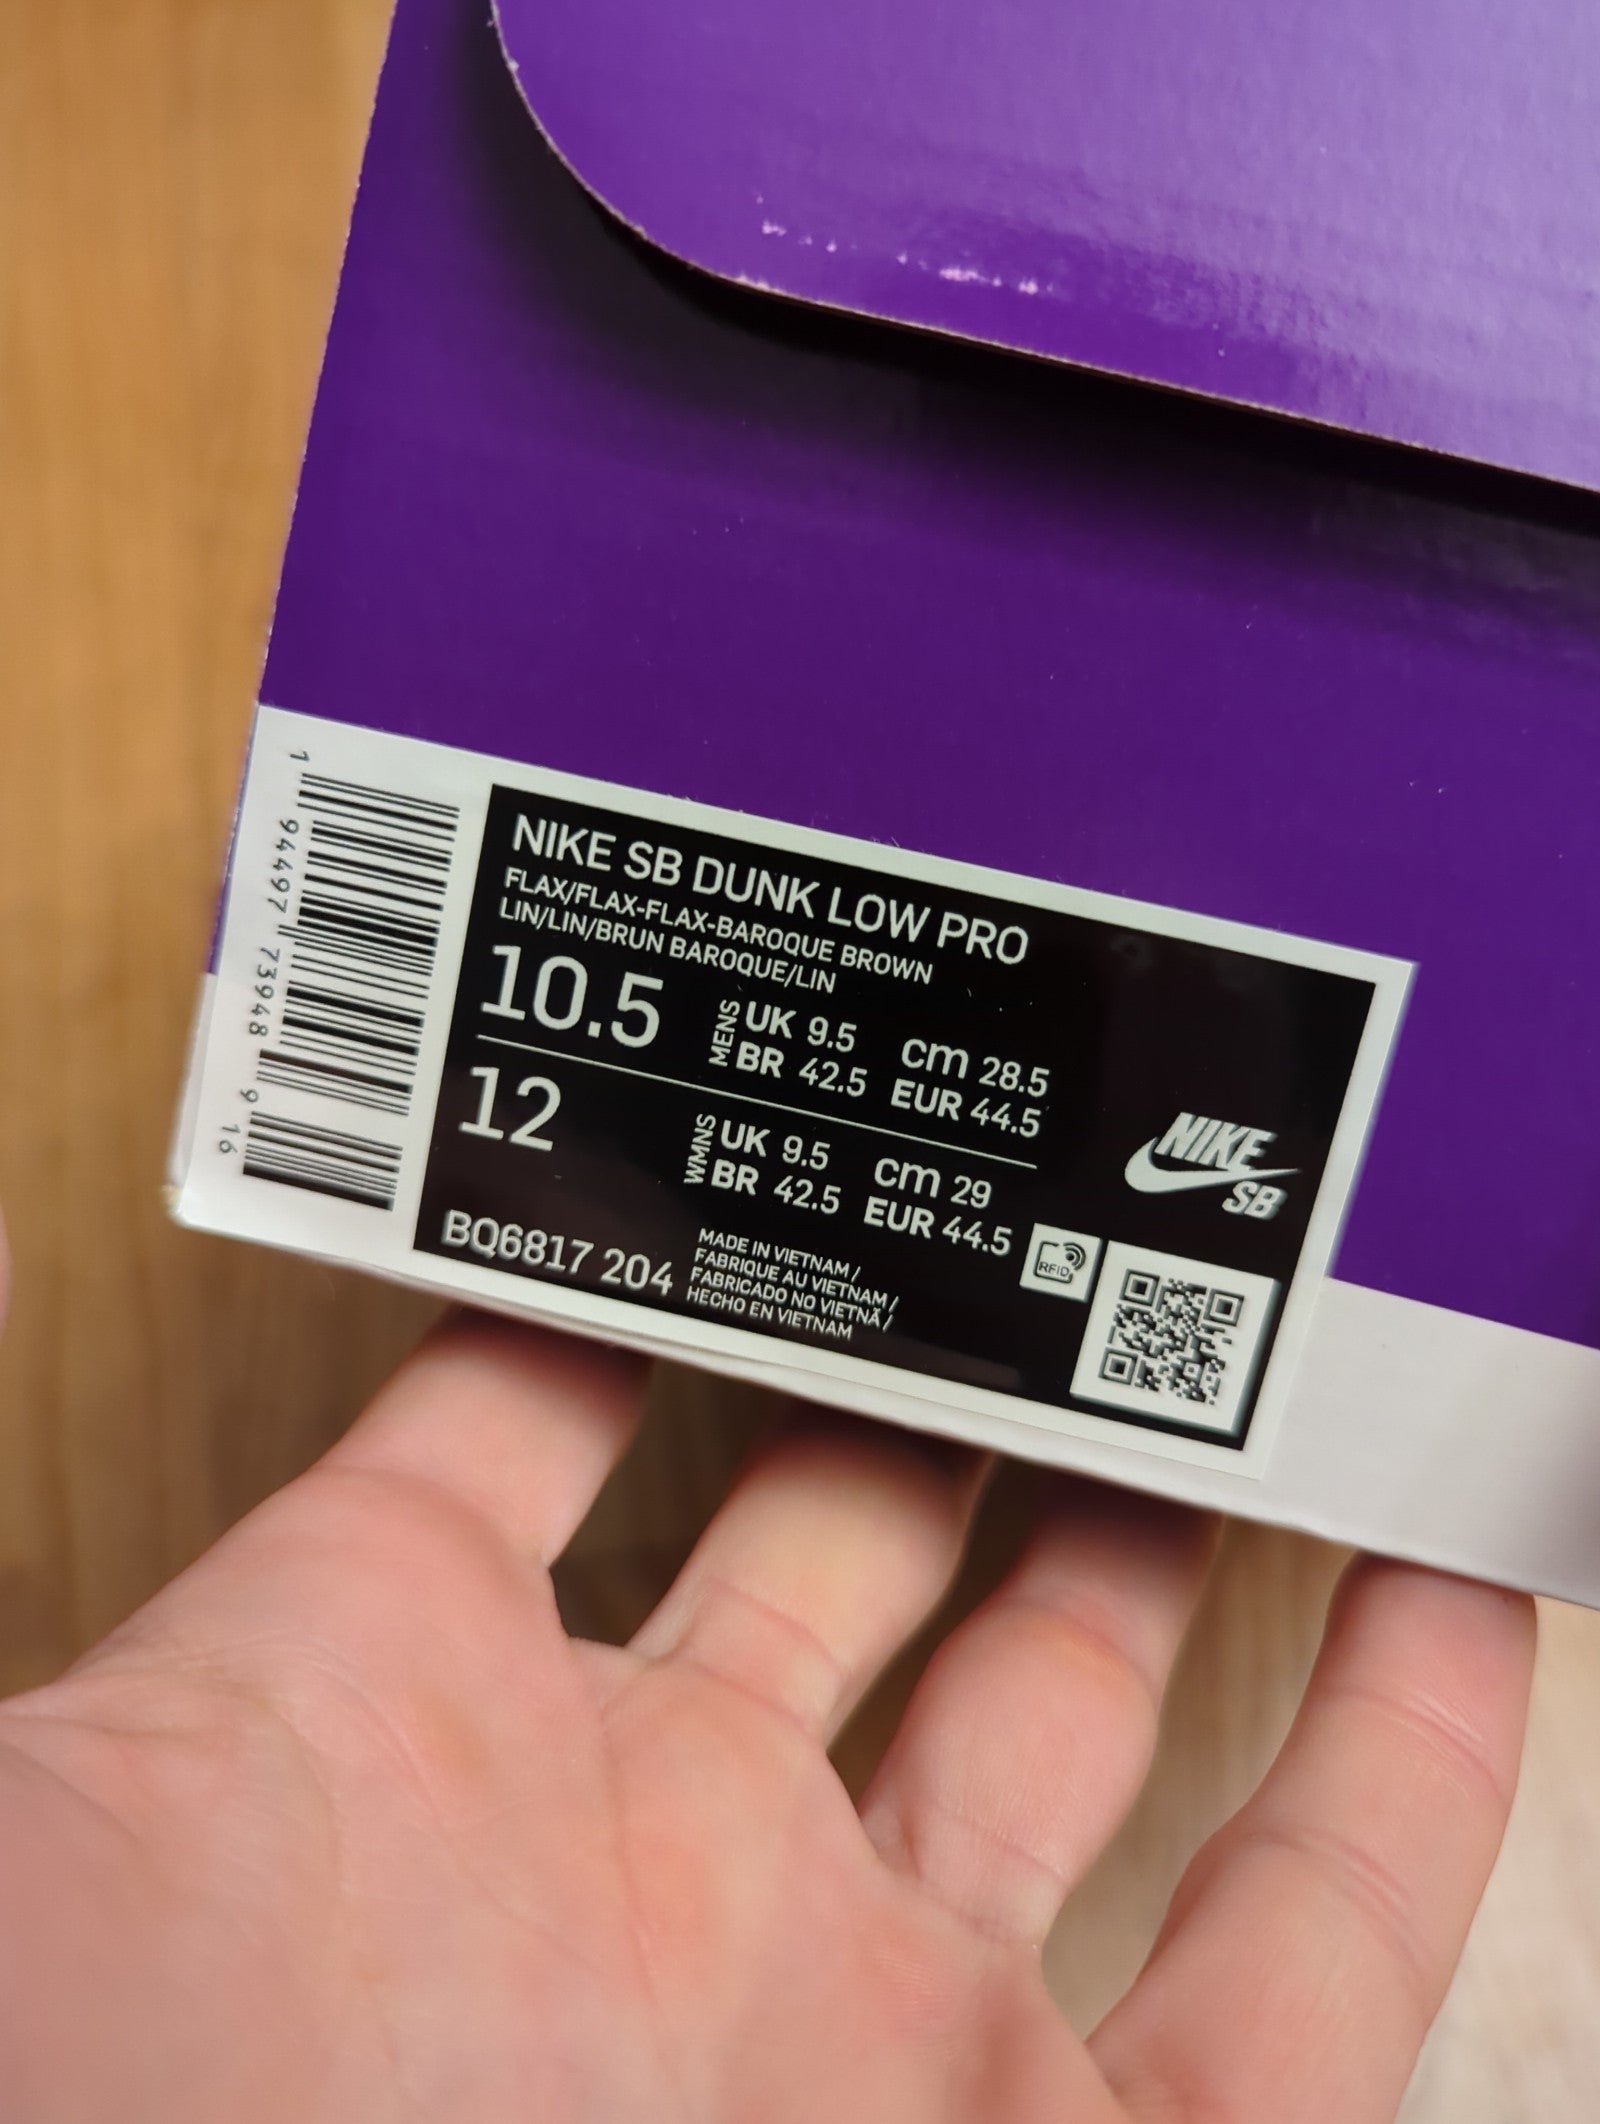 1 94497 73948 9 16
NIKE SB DUNK LOW PRO
FLAX/FLAX-FLAX-BAROQUE BROWN
LIN/LIN/BRUN BAROQUE/LIN
10.5 MENS UK 9.5 cm 28.5
BR 42.5 EUR 44.5
12 WMNS UK 9.5 cm 29
BR 42.5 EUR 44.5
NIKE
SB
BQ6817 204
MADE IN VIETNAM /
FABRIQUE AU VIETNAM /
FABRICADO NO VIETNÃ /
HECHO EN VIETNAM
RFID